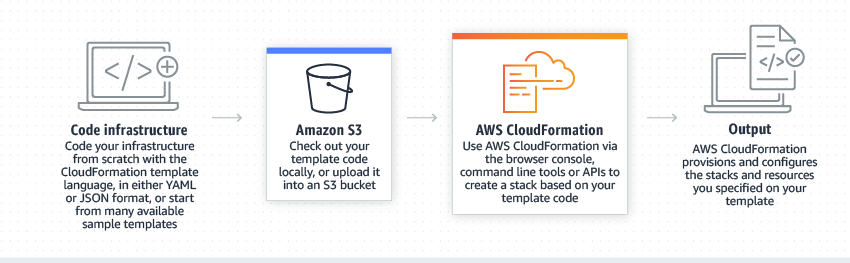 Code infrastructure
Code your infrastructure
from scratch with the
CloudFormation template
language, in either YAML
or JSON format, or start
from many available
sample templates
Amazon S3
Check out your
template code
locally, or upload it
into an S3 bucket
AWS CloudFormation
Use AWS CloudFormation via
the browser console,
command line tools or APIs to
create a stack based on your
template code
Output
AWS CloudFormation
provisions and configures
the stacks and resources
you specified on your
template